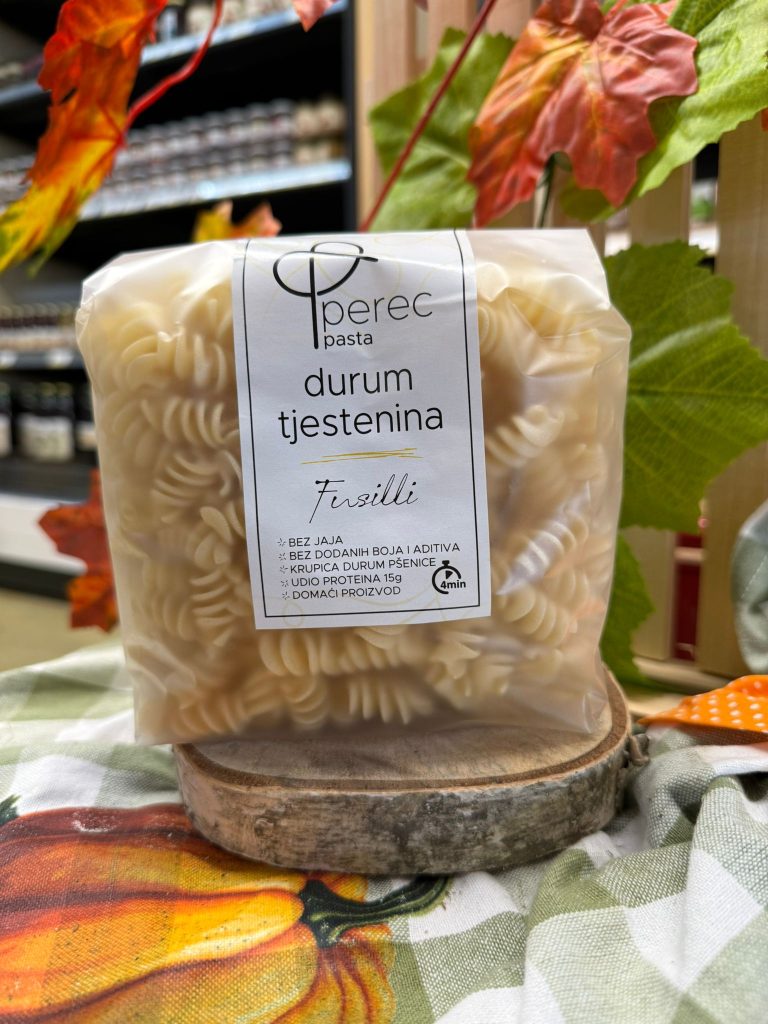 perec
pasta
durum
tjestenina
Fusilli
BEZ JAJA
BEZ DODANIH BOJA I ADITIVA
KRUPICA DURUM PŠENICE
UDIO PROTEINA 15g
DOMAĆI PROIZVOD
4min